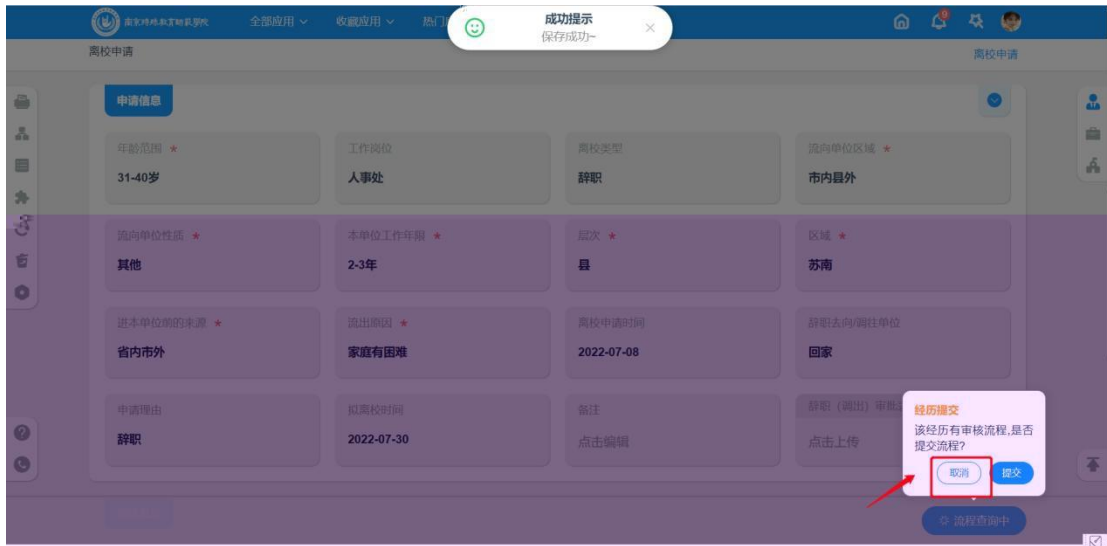 全部应用
收藏应用
热门
成功提示
保存成功~
9
离校申请
离校申请
申请信息
年龄范围 *
31-40岁
工作岗位
人事处
离校类型
辞职
流向单位区域 *
市内县外
流向单位性质 *
其他
本单位工作年限 *
2-3年
层次 *
县
区域 *
苏南
进本单位前的来源 *
省内市外
流出原因 *
家庭有困难
离校申请时间
2022-07-08
辞职去向/调往单位
回家
申请理由
辞职
拟离校时间
2022-07-30
备注
点击编辑
辞职（调出）审批
点击上传
经历提交
该经历有审核流程,是否
提交流程?
取消
提交
流程查询中